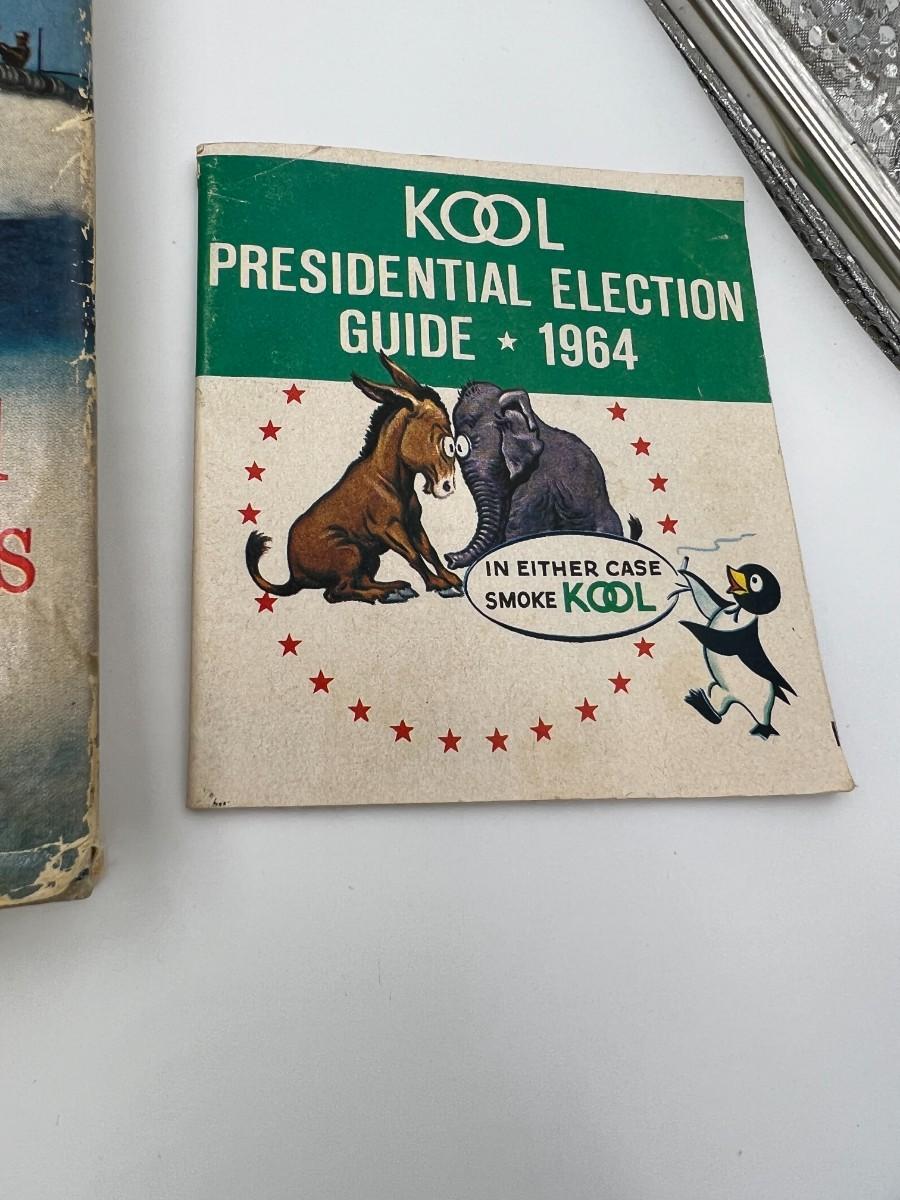 KOOL
PRESIDENTIAL ELECTION
GUIDE ★ 1964
IN EITHER CASE
SMOKE KOOL
S